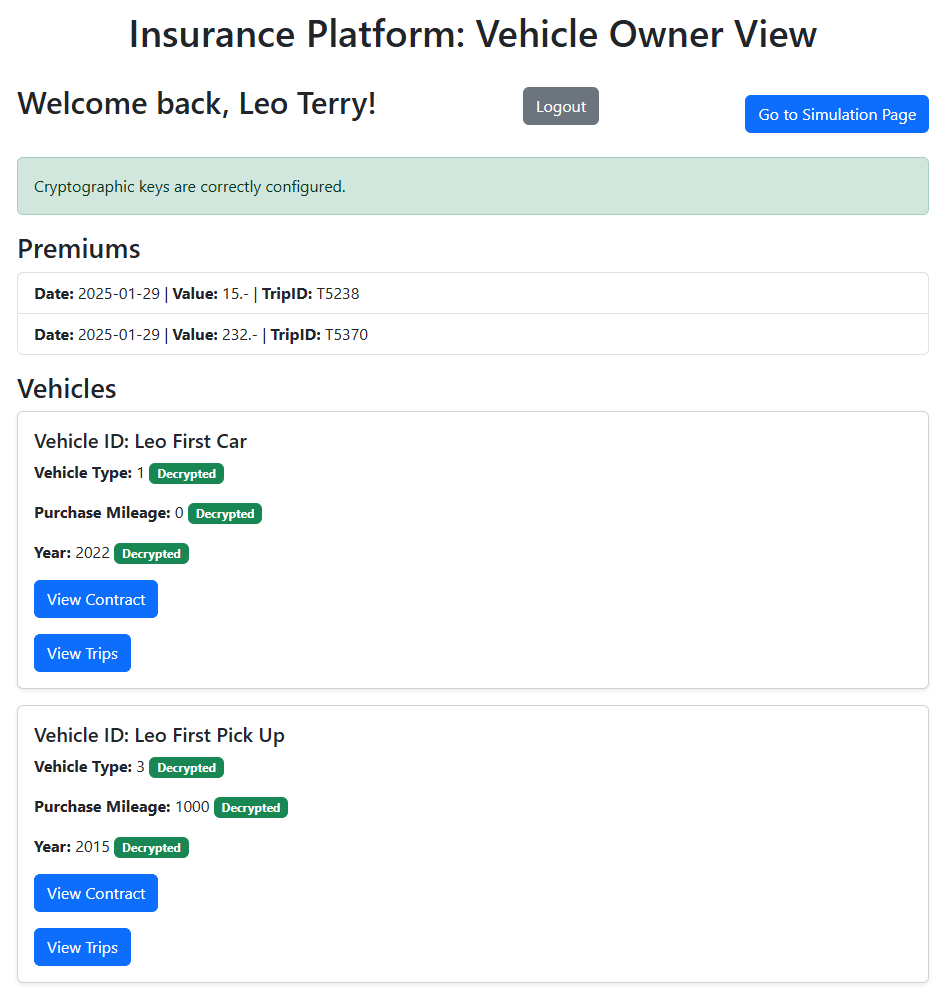 Insurance Platform: Vehicle Owner View
Welcome back, Leo Terry!
Logout
Go to Simulation Page
Cryptographic keys are correctly configured.
Premiums
Date: 2025-01-29 | Value: 15.- | TripID: T5238
Date: 2025-01-29 | Value: 232.- | TripID: T5370
Vehicles
Vehicle ID: Leo First Car
Vehicle Type: 1 Decrypted
Purchase Mileage: 0 Decrypted
Year: 2022 Decrypted
View Contract
View Trips
Vehicle ID: Leo First Pick Up
Vehicle Type: 3 Decrypted
Purchase Mileage: 1000 Decrypted
Year: 2015 Decrypted
View Contract
View Trips